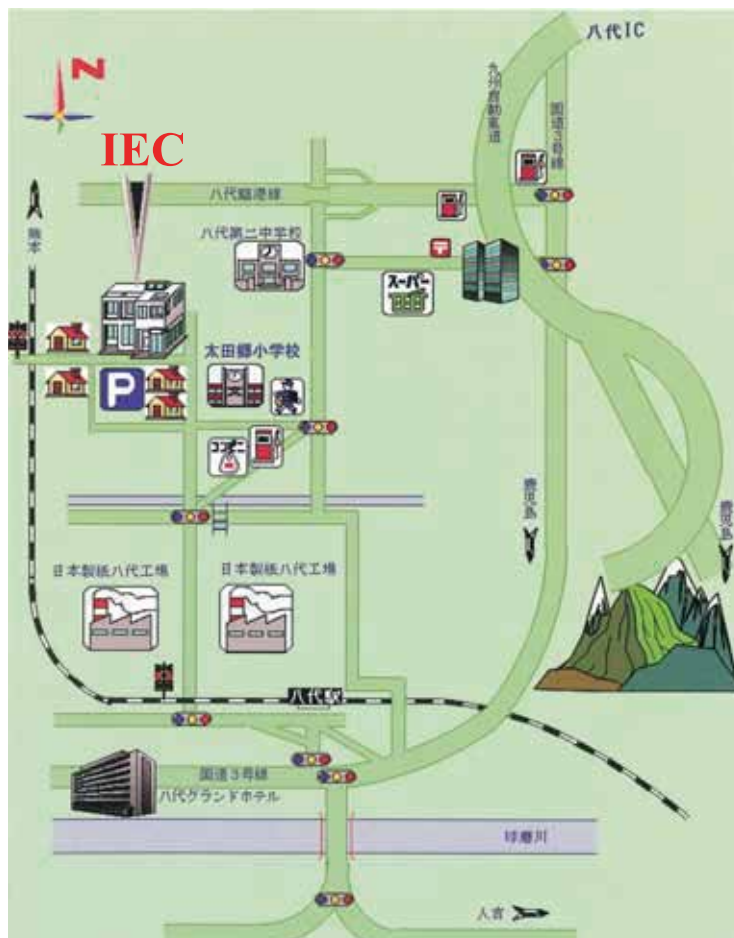 八代IC
N
九州自動車道
国道3号線
IEC
八代臨港線
熊本
八代第二中学校
〒
スーパー
太田郷小学校
P
コンビニ
鹿児島
鹿児島
日本製紙八代工場
日本製紙八代工場
八代駅
国道3号線
八代グランドホテル
球磨川
人吉